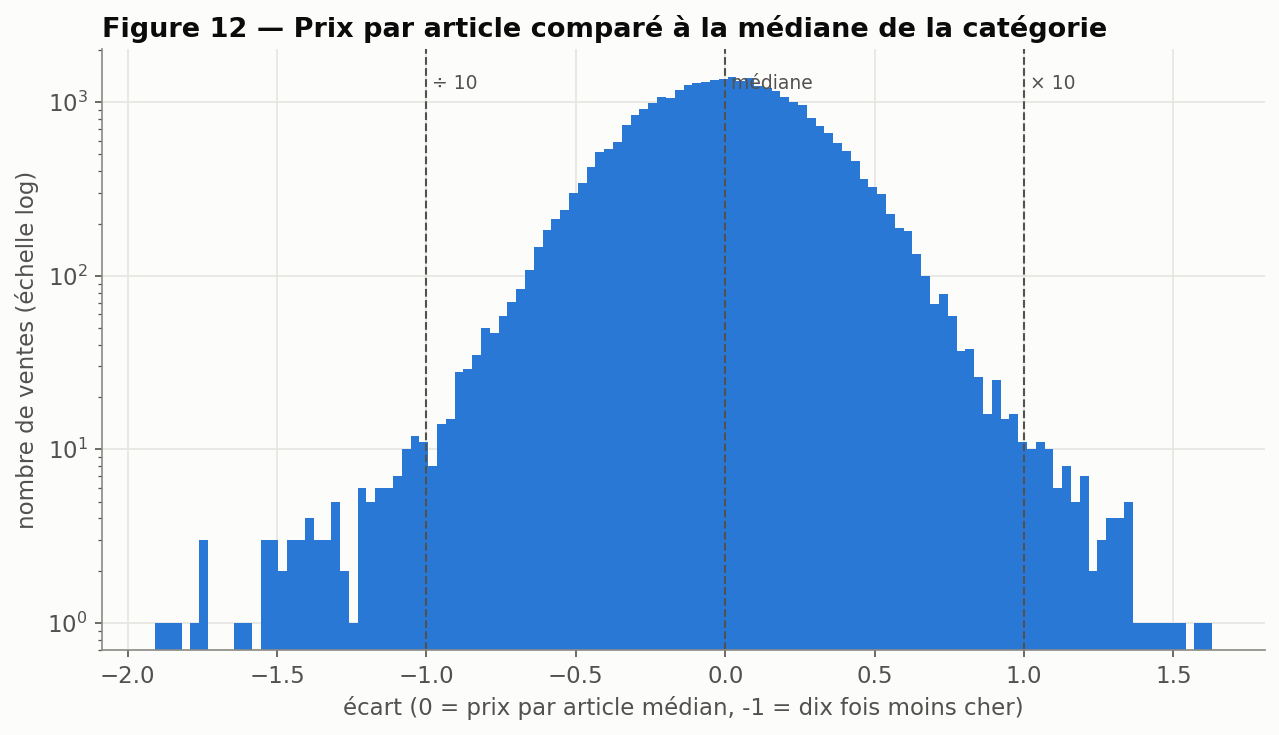 Figure 12 — Prix par article comparé à la médiane de la catégorie
÷ 10
médiane
× 10
nombre de ventes (échelle log)
10³
10²
10¹
10⁰
−2.0 −1.5 −1.0 −0.5 0.0 0.5 1.0 1.5
écart (0 = prix par article médian, -1 = dix fois moins cher)